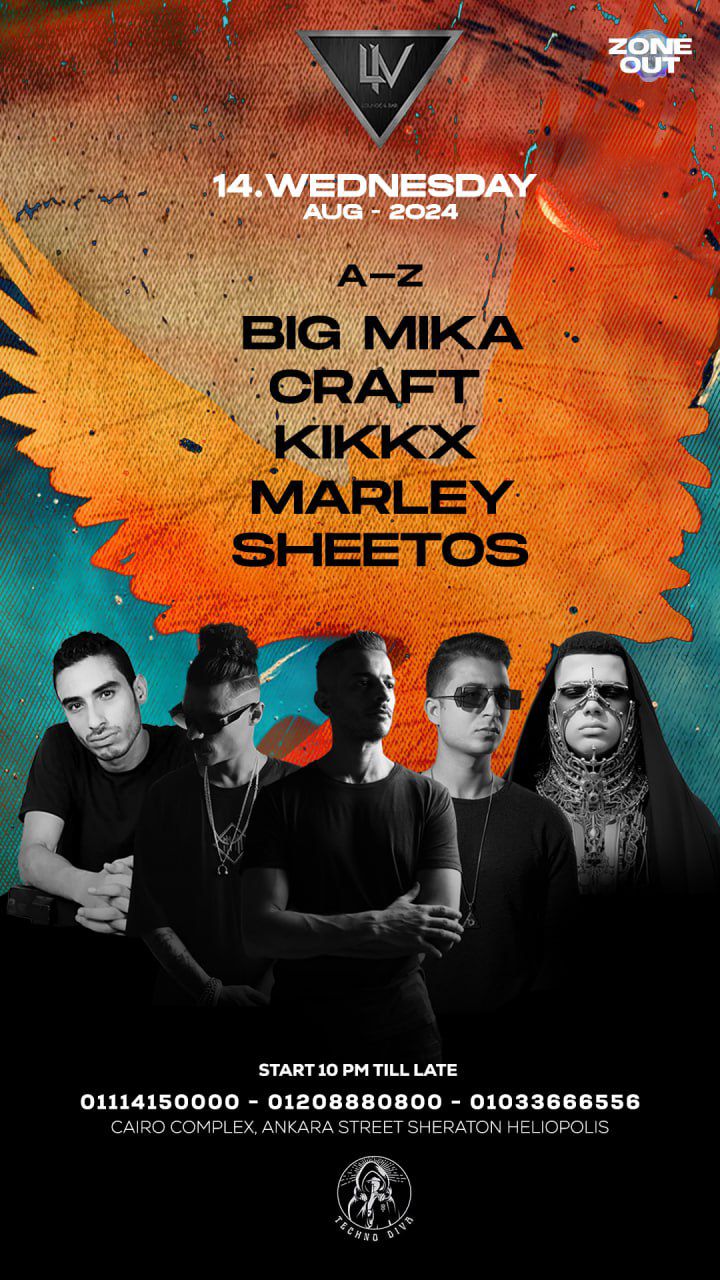 LIV
LOUNGE & BAR
ZONE
OUT
14.WEDNESDAY
AUG - 2024
A—Z
BIG MIKA
CRAFT
KIKKX
MARLEY
SHEETOS
START 10 PM TILL LATE
01114150000 - 01208880800 - 01033666556
CAIRO COMPLEX, ANKARA STREET SHERATON HELIOPOLIS
TECHNO DIVA